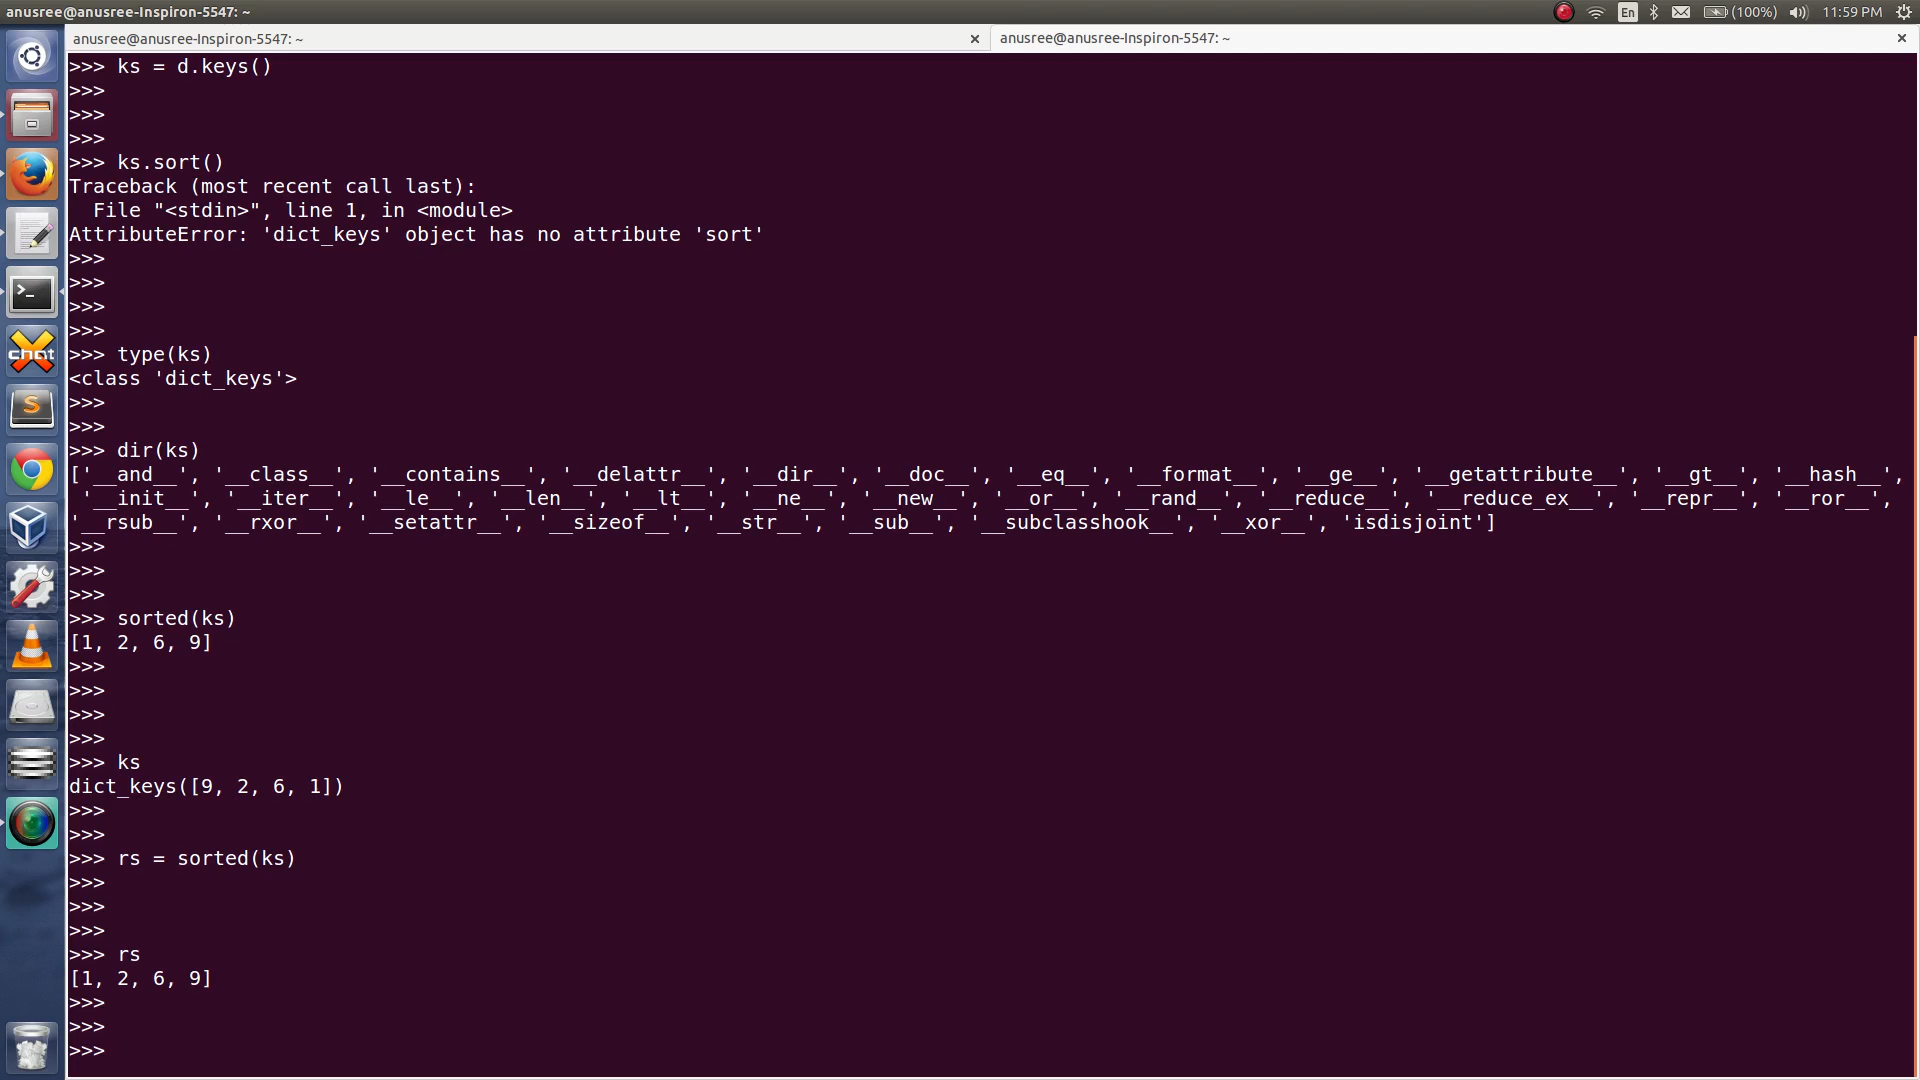 anusree@anusree-Inspiron-5547: ~
En
(100%)
11:59 PM
anusree@anusree-Inspiron-5547: ~
anusree@anusree-Inspiron-5547: ~
>>> ks = d.keys()
>>>
>>>
>>>
>>> ks.sort()
Traceback (most recent call last):
  File "<stdin>", line 1, in <module>
AttributeError: 'dict_keys' object has no attribute 'sort'
>>>
>>>
>>>
>>>
>>> type(ks)
<class 'dict_keys'>
>>>
>>>
>>> dir(ks)
['__and__', '__class__', '__contains__', '__delattr__', '__dir__', '__doc__', '__eq__', '__format__', '__ge__', '__getattribute__', '__gt__', '__hash__',
 '__init__', '__iter__', '__le__', '__len__', '__lt__', '__ne__', '__new__', '__or__', '__rand__', '__reduce__', '__reduce_ex__', '__repr__', '__ror__',
'__rsub__', '__rxor__', '__setattr__', '__sizeof__', '__str__', '__sub__', '__subclasshook__', '__xor__', 'isdisjoint']
>>>
>>>
>>>
>>> sorted(ks)
[1, 2, 6, 9]
>>>
>>>
>>>
>>>
>>> ks
dict_keys([9, 2, 6, 1])
>>>
>>>
>>> rs = sorted(ks)
>>>
>>>
>>>
>>> rs
[1, 2, 6, 9]
>>>
>>>
>>>
chat
S